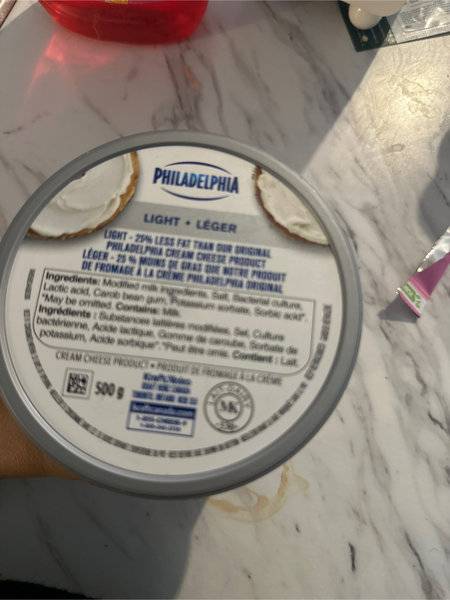 PHILADELPHIA
LIGHT • LÉGER
LIGHT - 25% LESS FAT THAN OUR ORIGINAL
PHILADELPHIA CREAM CHEESE PRODUCT
LÉGER - 25 % MOINS DE GRAS QUE NOTRE PRODUIT
DE FROMAGE À LA CRÈME PHILADELPHIA ORIGINAL
Ingredients: Modified milk ingredients, Salt, Bacterial culture,
Lactic acid, Carob bean gum, Potassium sorbate, Sorbic acid*.
*May be omitted. Contains: Milk.
Ingrédients : Substances laitières modifiées, Sel, Culture
bactérienne, Acide lactique, Gomme de caroube, Sorbate de
potassium, Acide sorbique*. *Peut être omis. Contient : Lait.
CREAM CHEESE PRODUCT • PRODUIT DE FROMAGE À LA CRÈME
500 g
MK